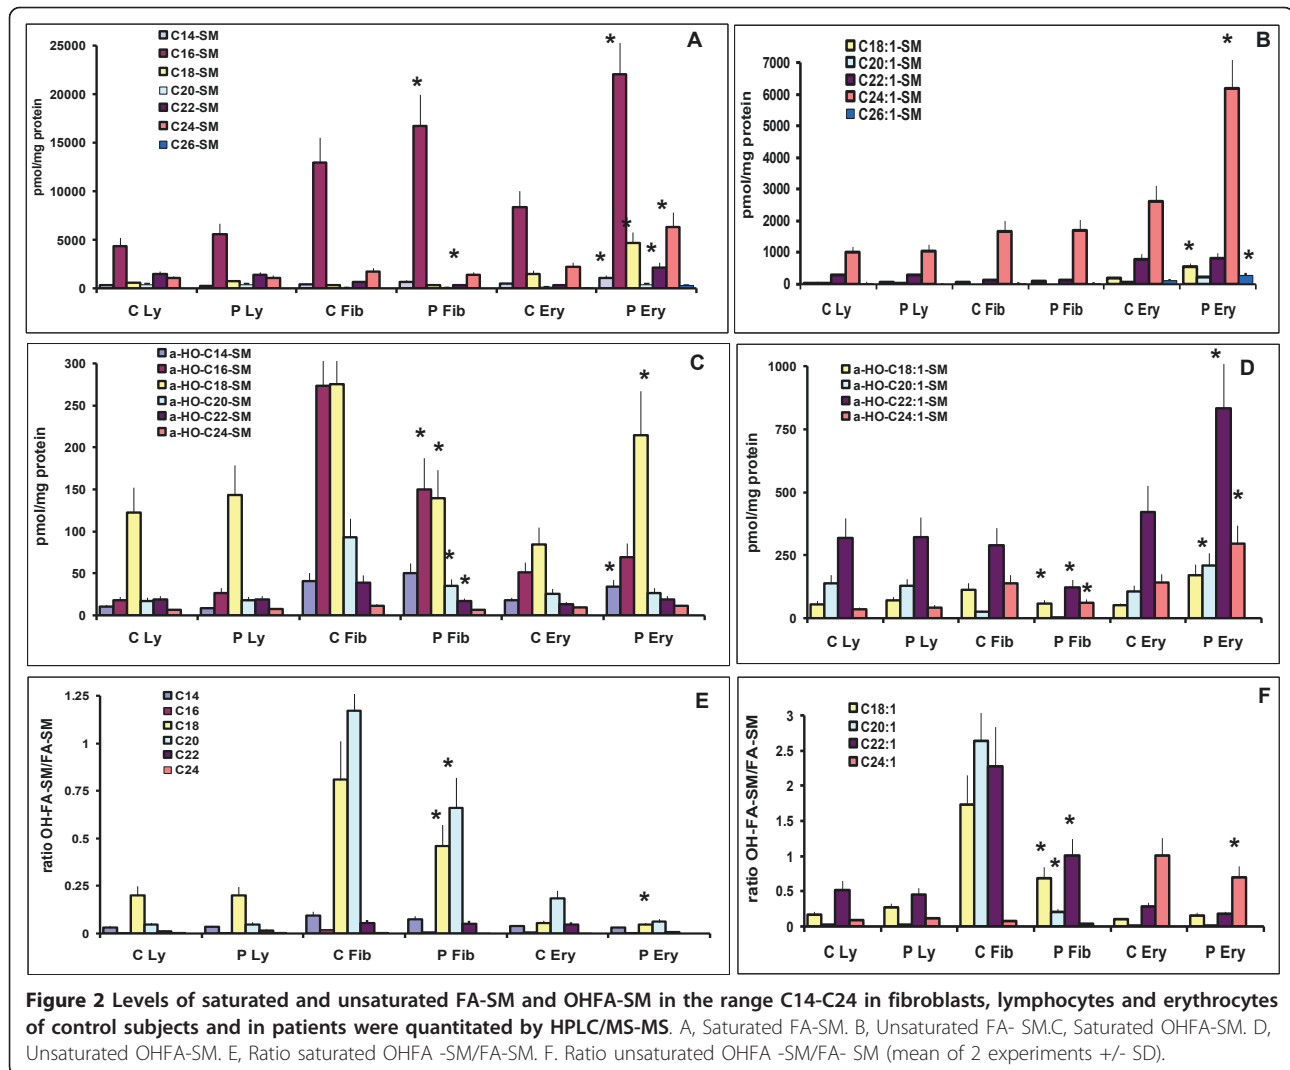 A
C14-SM
C16-SM
C18-SM
C20-SM
C22-SM
C24-SM
C26-SM
pmol/mg protein
25000
20000
15000
10000
5000
0
* * * * * * *
C Ly P Ly C Fib P Fib C Ery P Ery
B
C18:1-SM
C20:1-SM
C22:1-SM
C24:1-SM
C26:1-SM
pmol/mg protein
7000
6000
5000
4000
3000
2000
1000
0
* * *
C Ly P Ly C Fib P Fib C Ery P Ery
C
a-HO-C14-SM
a-HO-C16-SM
a-HO-C18-SM
a-HO-C20-SM
a-HO-C22-SM
a-HO-C24-SM
pmol/mg protein
300
250
200
150
100
50
0
* * * * * *
C Ly P Ly C Fib P Fib C Ery P Ery
D
a-HO-C18:1-SM
a-HO-C20:1-SM
a-HO-C22:1-SM
a-HO-C24:1-SM
pmol/mg protein
1000
750
500
250
0
* * * * * *
C Ly P Ly C Fib P Fib C Ery P Ery
E
C14
C16
C18
C20
C22
C24
ratio OH-FA-SM/FA-SM
1.25
1
0.75
0.5
0.25
0
* * *
C Ly P Ly C Fib P Fib C Ery P Ery
F
C18:1
C20:1
C22:1
C24:1
ratio OH-FA-SM/FA-SM
3
2.5
2
1.5
1
0.5
0
* * * *
C Ly P Ly C Fib P Fib C Ery P Ery
Figure 2 Levels of saturated and unsaturated FA-SM and OHFA-SM in the range C14-C24 in fibroblasts, lymphocytes and erythrocytes
of control subjects and in patients were quantitated by HPLC/MS-MS. A, Saturated FA-SM. B, Unsaturated FA- SM.C, Saturated OHFA-SM. D,
Unsaturated OHFA-SM. E, Ratio saturated OHFA -SM/FA-SM. F. Ratio unsaturated OHFA -SM/FA- SM (mean of 2 experiments +/- SD).